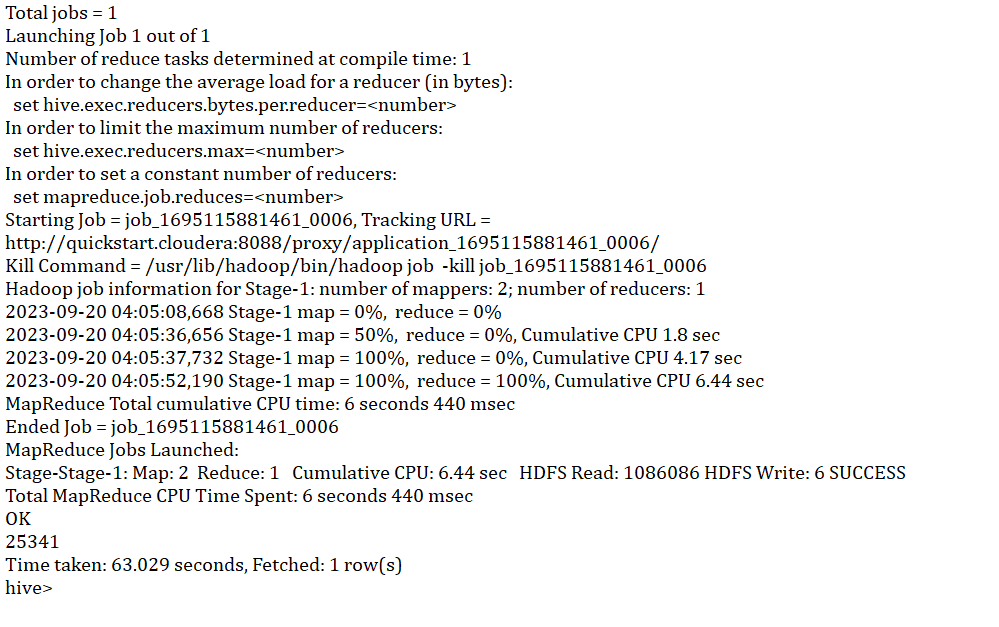 Total jobs = 1
Launching Job 1 out of 1
Number of reduce tasks determined at compile time: 1
In order to change the average load for a reducer (in bytes):
  set hive.exec.reducers.bytes.per.reducer=<number>
In order to limit the maximum number of reducers:
  set hive.exec.reducers.max=<number>
In order to set a constant number of reducers:
  set mapreduce.job.reduces=<number>
Starting Job = job_1695115881461_0006, Tracking URL =
http://quickstart.cloudera:8088/proxy/application_1695115881461_0006/
Kill Command = /usr/lib/hadoop/bin/hadoop job  -kill job_1695115881461_0006
Hadoop job information for Stage-1: number of mappers: 2; number of reducers: 1
2023-09-20 04:05:08,668 Stage-1 map = 0%,  reduce = 0%
2023-09-20 04:05:36,656 Stage-1 map = 50%,  reduce = 0%, Cumulative CPU 1.8 sec
2023-09-20 04:05:37,732 Stage-1 map = 100%,  reduce = 0%, Cumulative CPU 4.17 sec
2023-09-20 04:05:52,190 Stage-1 map = 100%,  reduce = 100%, Cumulative CPU 6.44 sec
MapReduce Total cumulative CPU time: 6 seconds 440 msec
Ended Job = job_1695115881461_0006
MapReduce Jobs Launched:
Stage-Stage-1: Map: 2  Reduce: 1   Cumulative CPU: 6.44 sec   HDFS Read: 1086086 HDFS Write: 6 SUCCESS
Total MapReduce CPU Time Spent: 6 seconds 440 msec
OK
25341
Time taken: 63.029 seconds, Fetched: 1 row(s)
hive>